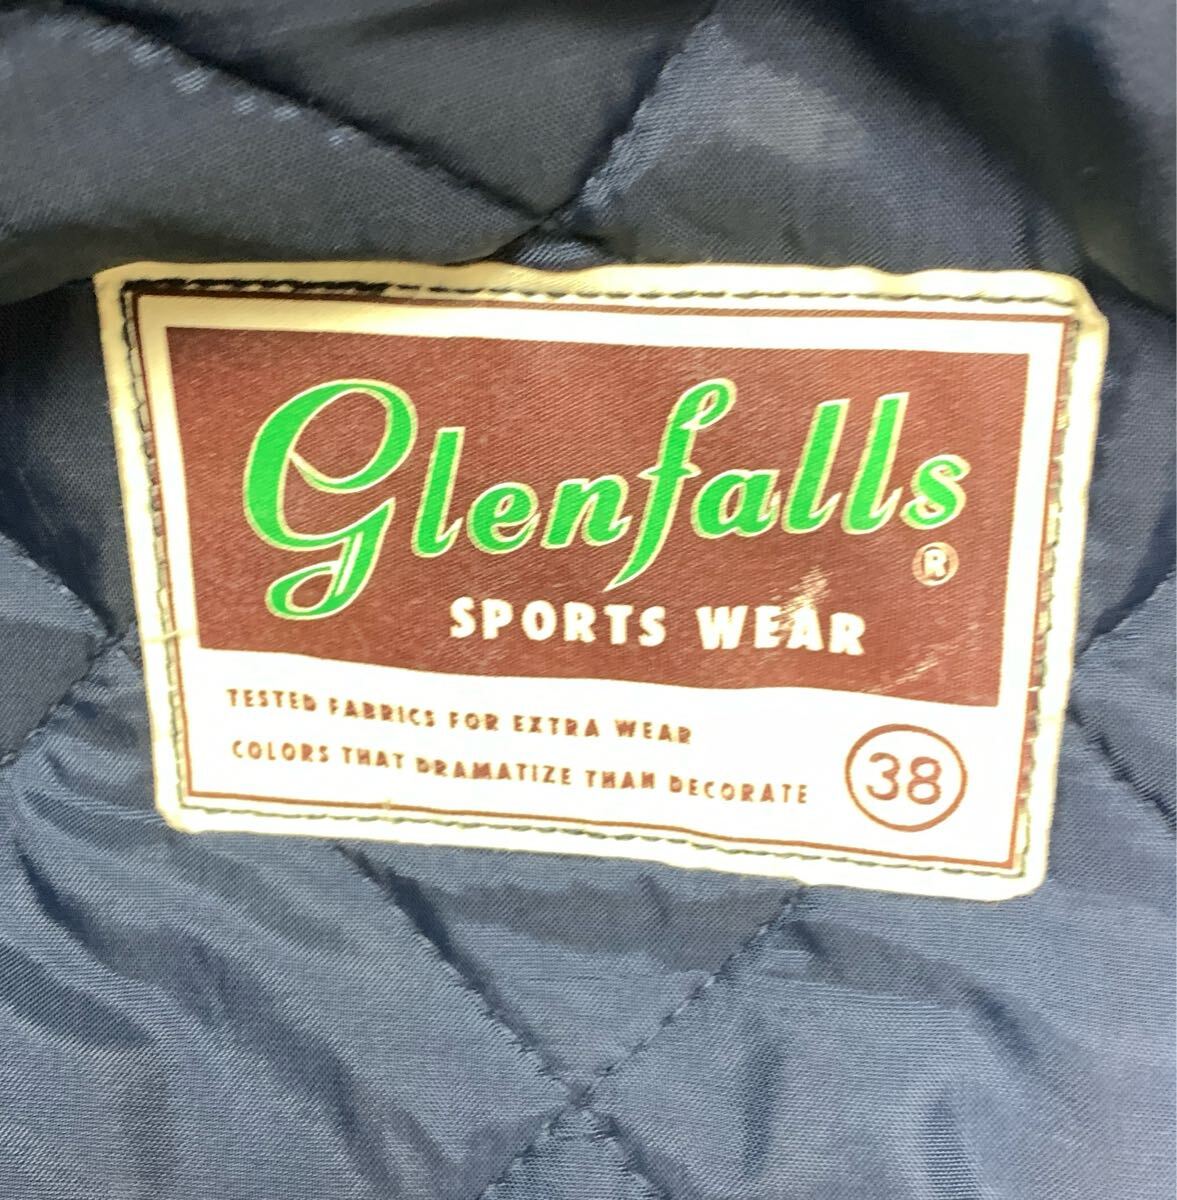 Glenfalls
®
SPORTS WEAR
TESTED FABRICS FOR EXTRA WEAR
COLORS THAT DRAMATIZE THAN DECORATE
38